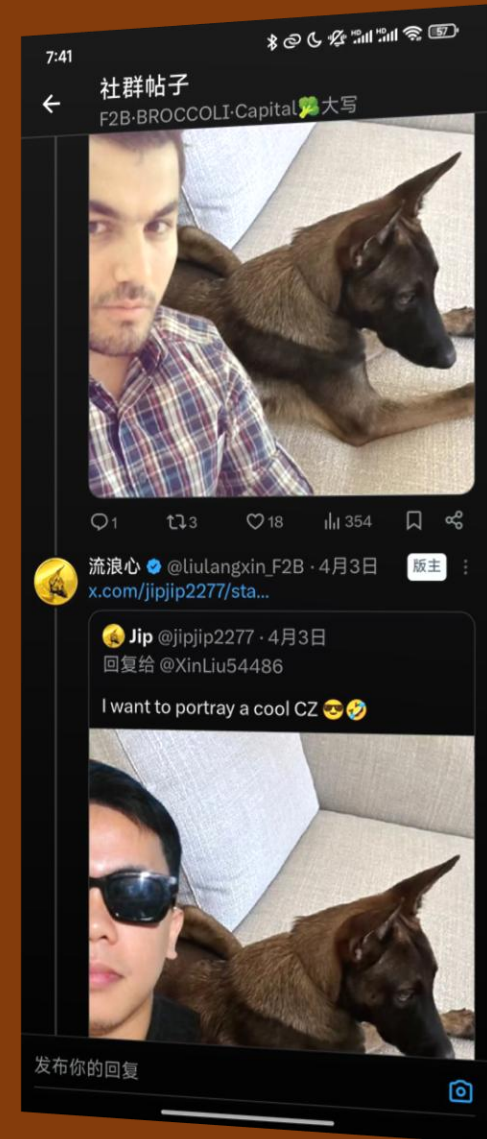 7:41
HD HD 57
社群帖子
F2B·BROCCOLI·Capital🥦大写
1 3 18 354
流浪心 @liulangxin_F2B · 4月3日 版主
x.com/jipjip2277/sta...
Jip @jipjip2277 · 4月3日
回复给 @XinLiu54486
I want to portray a cool CZ 😎🤣
发布你的回复